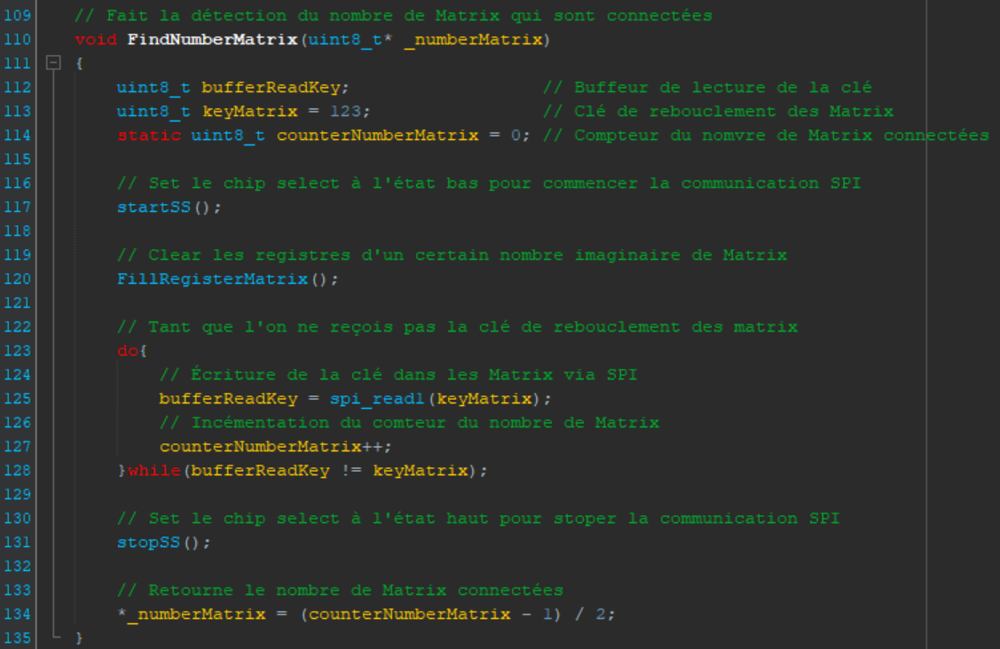 109 // Fait la détection du nombre de Matrix qui sont connectées
110 void FindNumberMatrix(uint8_t* _numberMatrix)
111 {
112 uint8_t bufferReadKey; // Buffeur de lecture de la clé
113 uint8_t keyMatrix = 123; // Clé de rebouclement des Matrix
114 static uint8_t counterNumberMatrix = 0; // Compteur du nomvre de Matrix connectées
115
116 // Set le chip select à l'état bas pour commencer la communication SPI
117 startSS();
118
119 // Clear les registres d'un certain nombre imaginaire de Matrix
120 FillRegisterMatrix();
121
122 // Tant que l'on ne reçois pas la clé de rebouclement des matrix
123 do{
124 // Écriture de la clé dans les Matrix via SPI
125 bufferReadKey = spi_read1(keyMatrix);
126 // Incémentation du comteur du nombre de Matrix
127 counterNumberMatrix++;
128 }while(bufferReadKey != keyMatrix);
129
130 // Set le chip select à l'état haut pour stoper la communication SPI
131 stopSS();
132
133 // Retourne le nombre de Matrix connectées
134 *_numberMatrix = (counterNumberMatrix - 1) / 2;
135 }